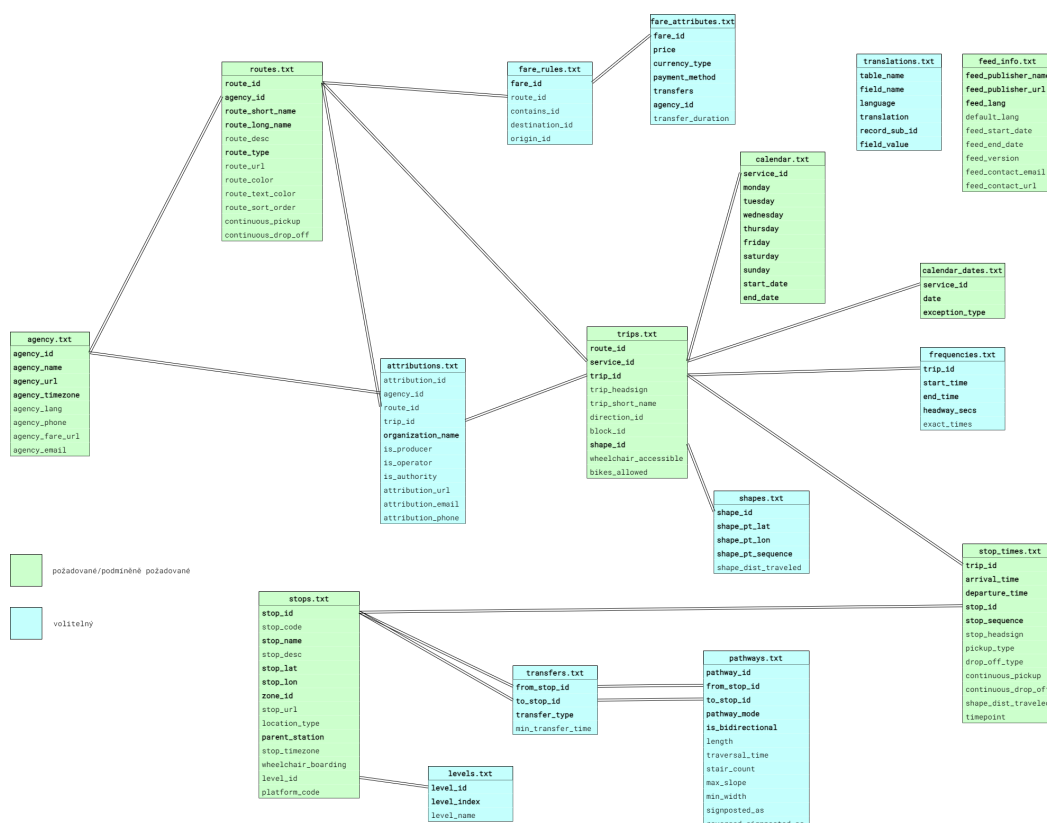 fare_attributes.txt
fare_id
price
currency_type
payment_method
transfers
agency_id
transfer_duration
routes.txt
route_id
agency_id
route_short_name
route_long_name
route_desc
route_type
route_url
route_color
route_text_color
route_sort_order
continuous_pickup
continuous_drop_off
fare_rules.txt
fare_id
route_id
contains_id
destination_id
origin_id
translations.txt
table_name
field_name
language
translation
record_sub_id
field_value
feed_info.txt
feed_publisher_name
feed_publisher_url
feed_lang
default_lang
feed_start_date
feed_end_date
feed_version
feed_contact_email
feed_contact_url
calendar.txt
service_id
monday
tuesday
wednesday
thursday
friday
saturday
sunday
start_date
end_date
calendar_dates.txt
service_id
date
exception_type
agency.txt
agency_id
agency_name
agency_url
agency_timezone
agency_lang
agency_phone
agency_fare_url
agency_email
attributions.txt
attribution_id
agency_id
route_id
trip_id
organization_name
is_producer
is_operator
is_authority
attribution_url
attribution_email
attribution_phone
trips.txt
route_id
service_id
trip_id
trip_headsign
trip_short_name
direction_id
block_id
shape_id
wheelchair_accessible
bikes_allowed
frequencies.txt
trip_id
start_time
end_time
headway_secs
exact_times
shapes.txt
shape_id
shape_pt_lat
shape_pt_lon
shape_pt_sequence
shape_dist_traveled
požadované/podmíněně požadované
volitelný
stops.txt
stop_id
stop_code
stop_name
stop_desc
stop_lat
stop_lon
zone_id
stop_url
location_type
parent_station
stop_timezone
wheelchair_boarding
level_id
platform_code
stop_times.txt
trip_id
arrival_time
departure_time
stop_id
stop_sequence
stop_headsign
pickup_type
drop_off_type
continuous_pickup
continuous_drop_off
shape_dist_traveled
timepoint
transfers.txt
from_stop_id
to_stop_id
transfer_type
min_transfer_time
pathways.txt
pathway_id
from_stop_id
to_stop_id
pathway_mode
is_bidirectional
length
traversal_time
stair_count
max_slope
min_width
signposted_as
levels.txt
level_id
level_index
level_name